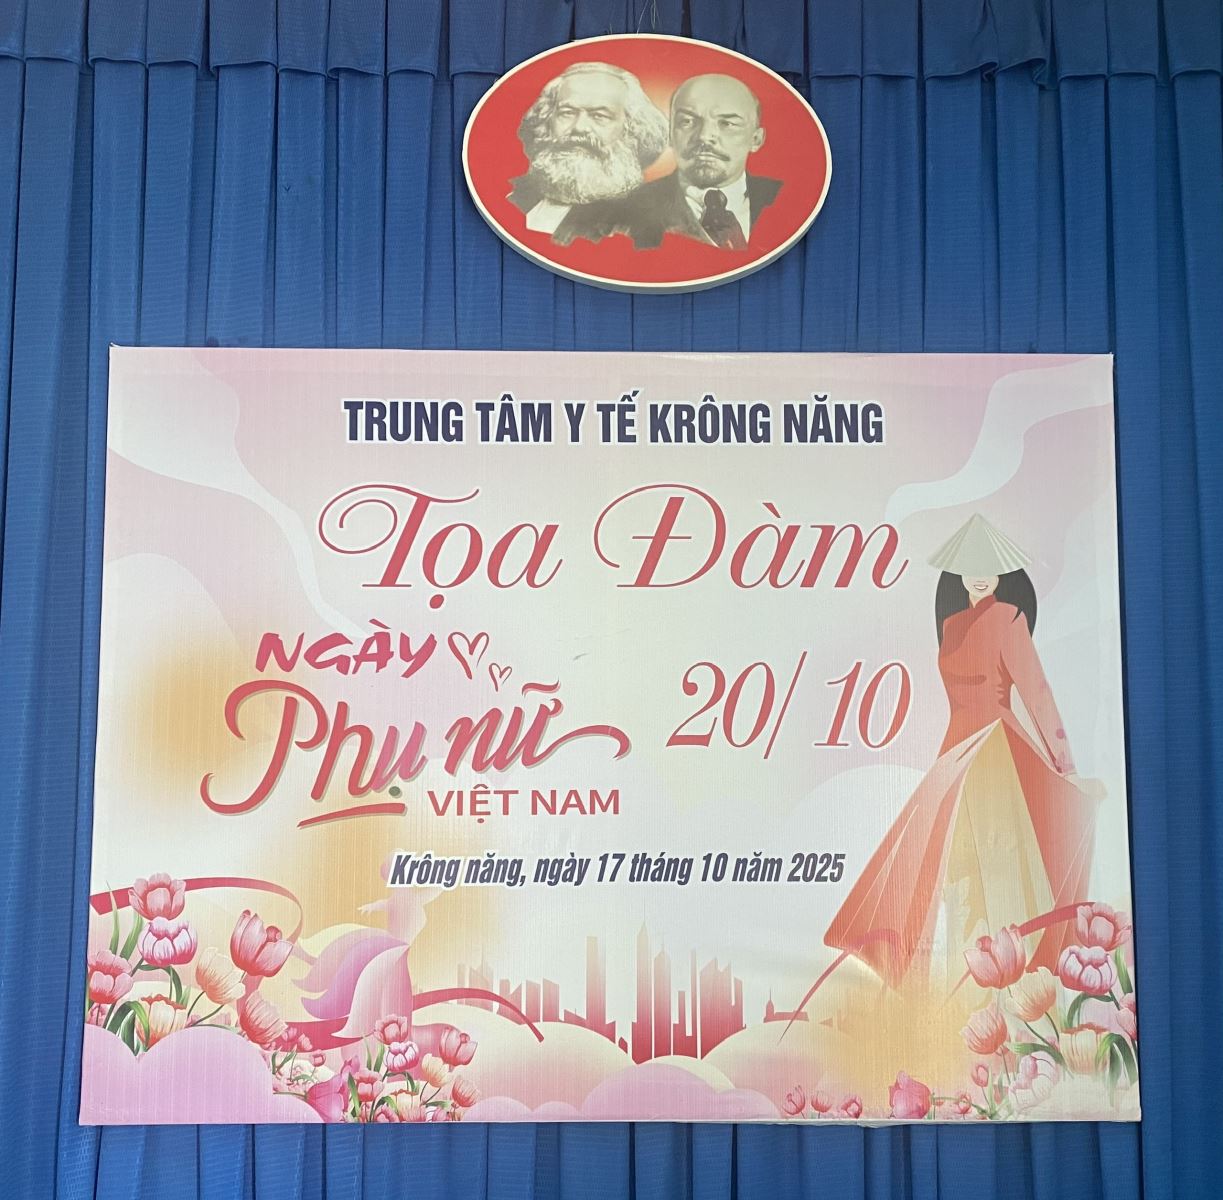 TRUNG TÂM Y TẾ KRÔNG NĂNG
Tọa Đàm
NGÀY
Phụ nữ
VIỆT NAM
20/10
Krông năng, ngày 17 tháng 10 năm 2025